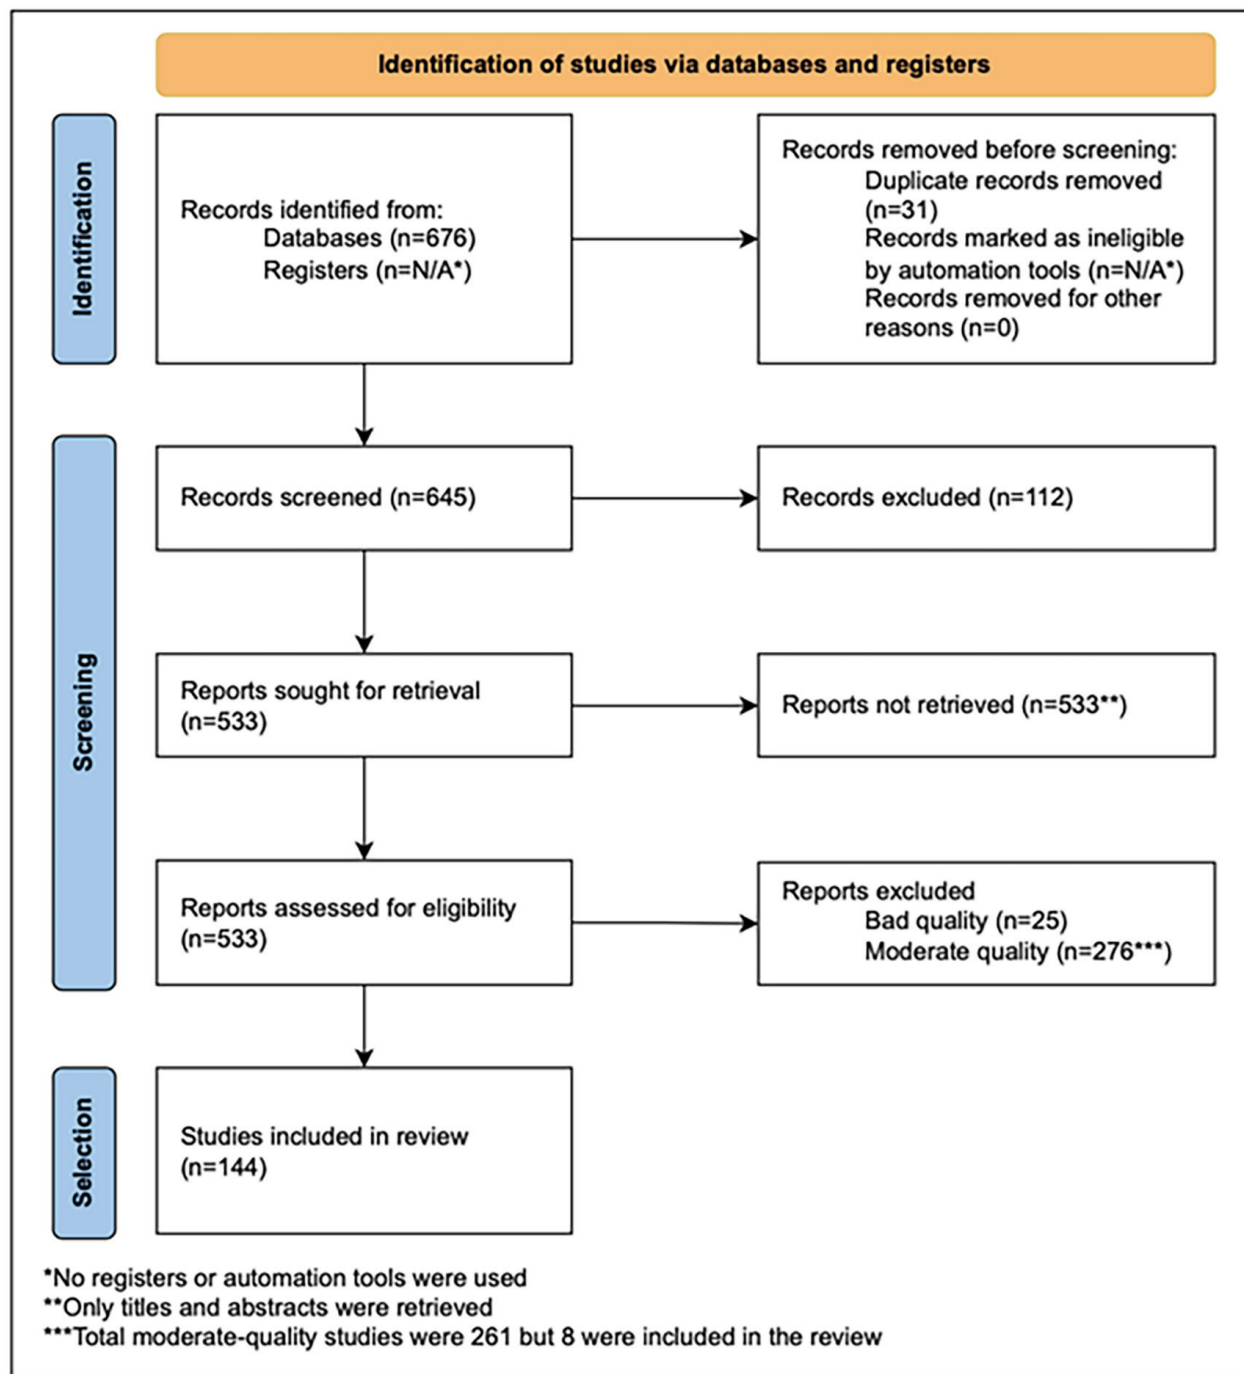 Identification of studies via databases and registers
Identification
Records identified from:
Databases (n=676)
Registers (n=N/A*)
Records removed before screening:
Duplicate records removed
(n=31)
Records marked as ineligible
by automation tools (n=N/A*)
Records removed for other
reasons (n=0)
Screening
Records screened (n=645)
Records excluded (n=112)
Reports sought for retrieval
(n=533)
Reports not retrieved (n=533**)
Reports assessed for eligibility
(n=533)
Reports excluded
Bad quality (n=25)
Moderate quality (n=276***)
Selection
Studies included in review
(n=144)
*No registers or automation tools were used
**Only titles and abstracts were retrieved
***Total moderate-quality studies were 261 but 8 were included in the review